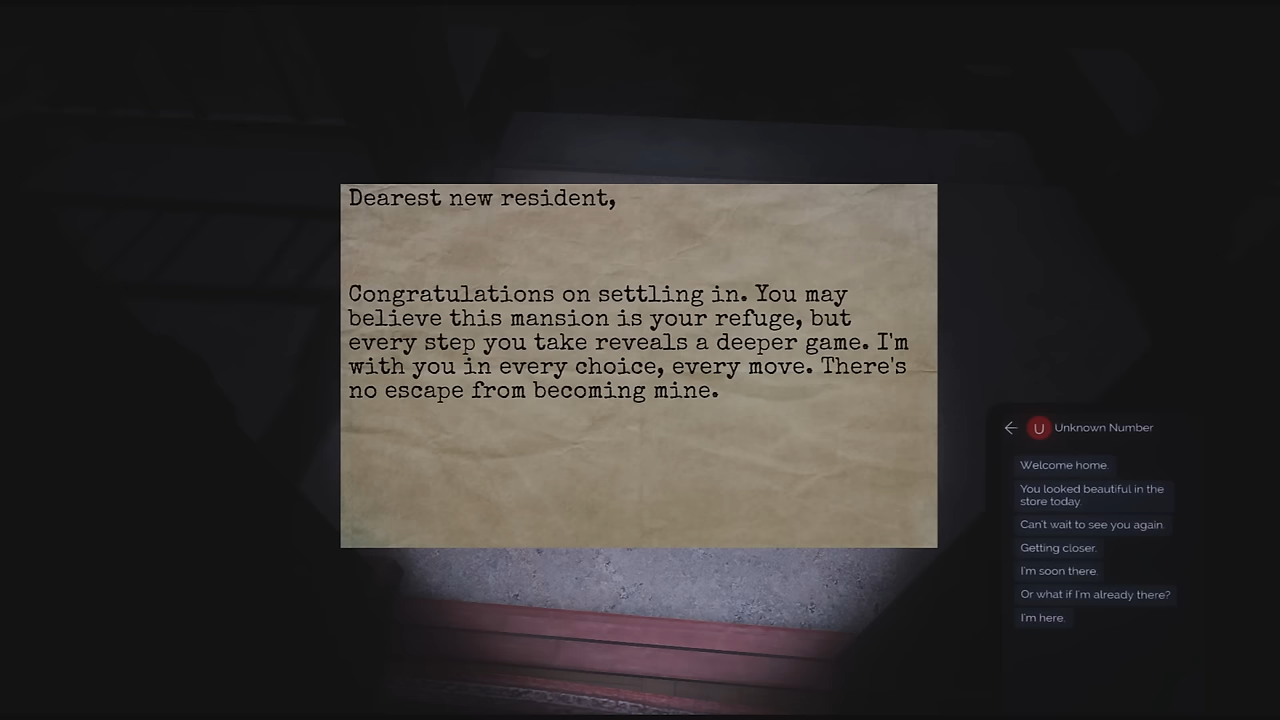 Dearest new resident,
Congratulations on settling in. You may
believe this mansion is your refuge, but
every step you take reveals a deeper game. I'm
with you in every choice, every move. There's
no escape from becoming mine.
U Unknown Number
Welcome home.
You looked beautiful in the
store today.
Can't wait to see you again.
Getting closer.
I'm soon there.
Or what if I'm already there?
I'm here.